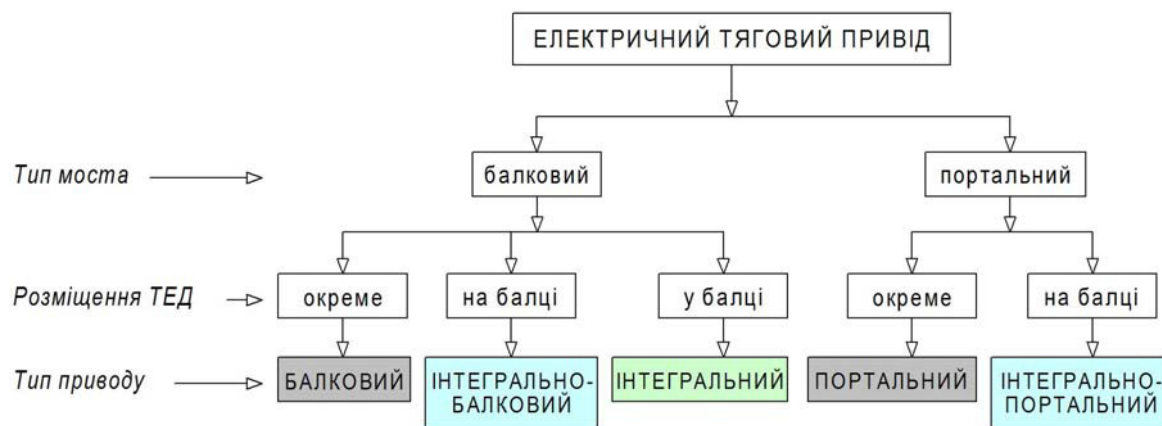 ЕЛЕКТРИЧНИЙ ТЯГОВИЙ ПРИВІД
Тип моста
балковий
портальний
Розміщення ТЕД
окреме
на балці
у балці
окреме
на балці
Тип приводу
БАЛКОВИЙ
ІНТЕГРАЛЬНО-
БАЛКОВИЙ
ІНТЕГРАЛЬНИЙ
ПОРТАЛЬНИЙ
ІНТЕГРАЛЬНО-
ПОРТАЛЬНИЙ